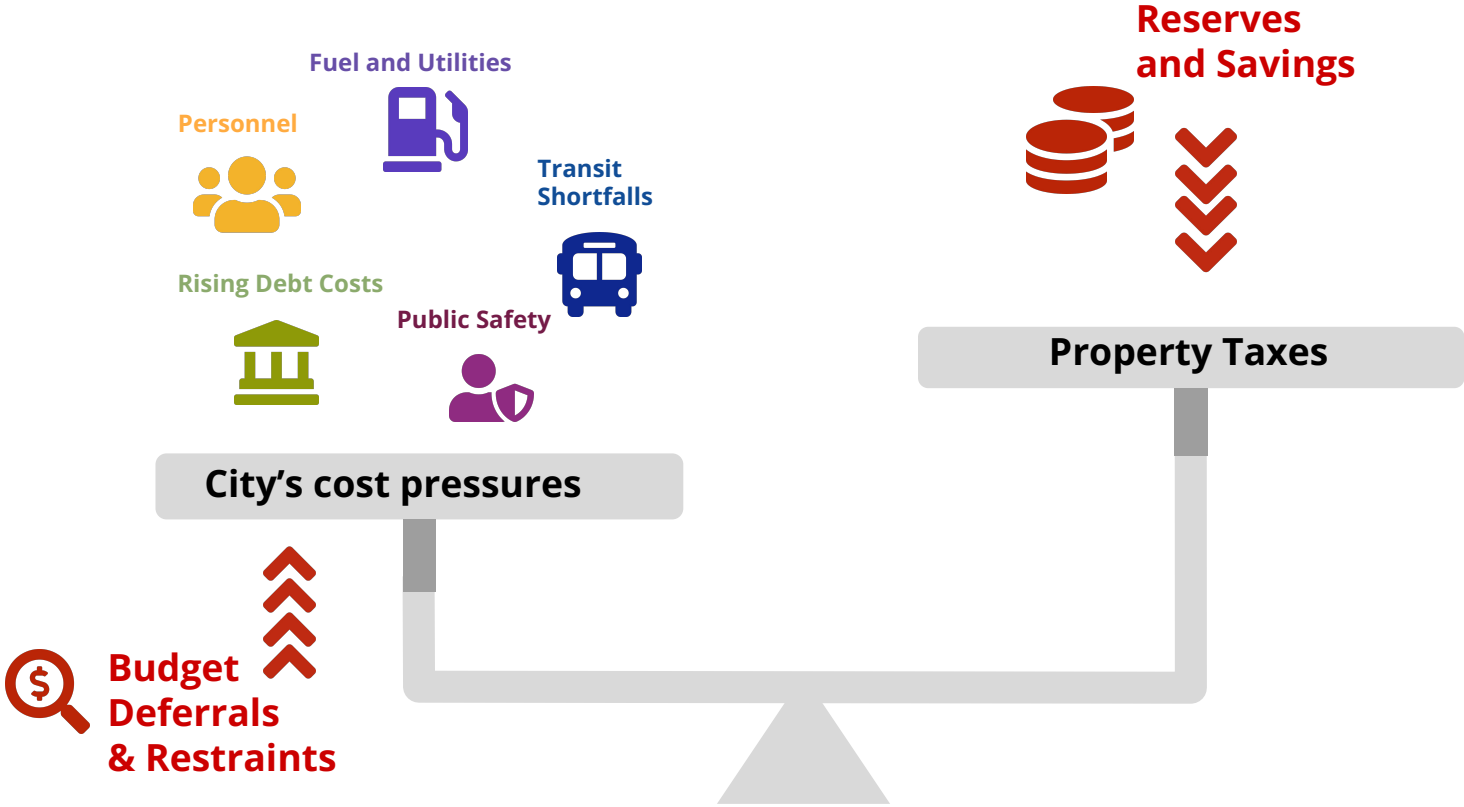 Reserves
and Savings
Fuel and Utilities
Personnel
Transit
Shortfalls
Rising Debt Costs
Public Safety
Property Taxes
City’s cost pressures
$
Budget
Deferrals
& Restraints